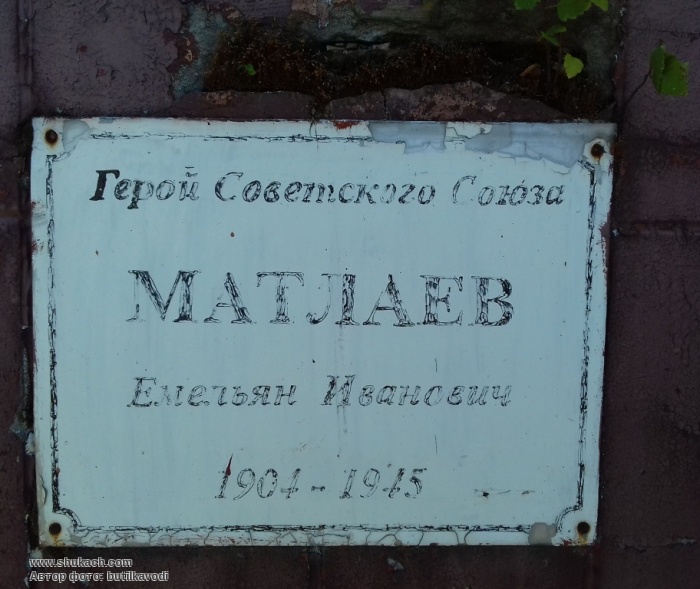 Герой Советского Союза
МАТЛАЕВ
Емельян Иванович
1904 - 1945
www.shukach.com
Автор фото: butilkavodi